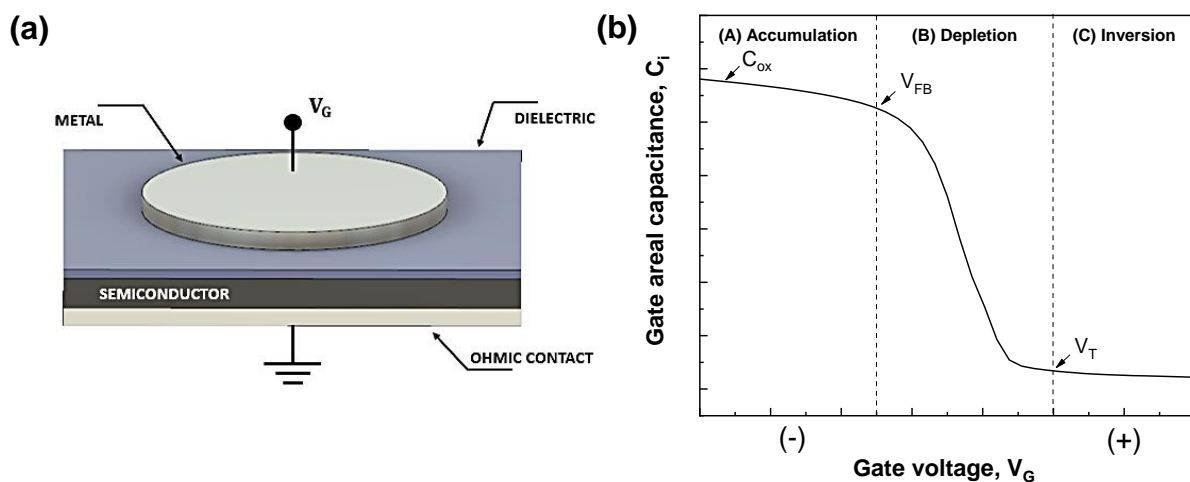 (a)
V_G
METAL
DIELECTRIC
SEMICONDUCTOR
OHMIC CONTACT
(b)
(A) Accumulation
(B) Depletion
(C) Inversion
C_ox
V_FB
V_T
Gate areal capacitance, C_i
(-)
(+)
Gate voltage, V_G